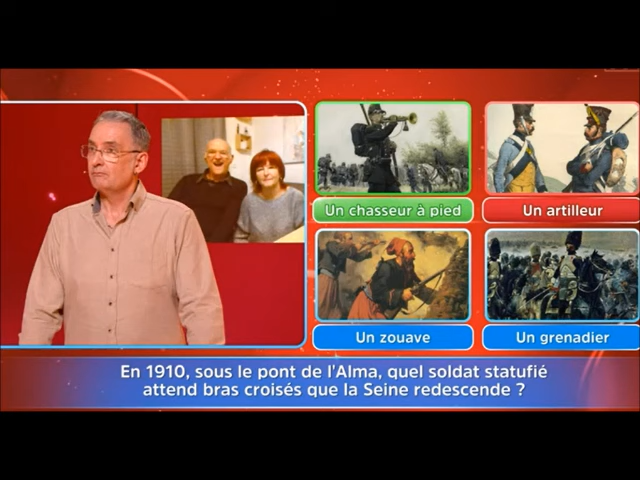 Un chasseur à pied
Un artilleur
Un zouave
Un grenadier
En 1910, sous le pont de l'Alma, quel soldat statufié
attend bras croisés que la Seine redescende ?